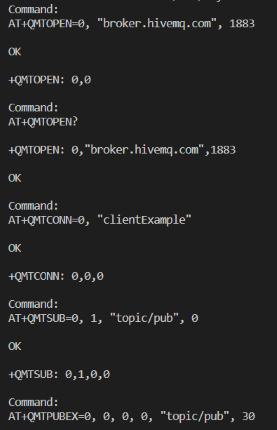 Command:
AT+QMTOPEN=0, "broker.hivemq.com", 1883
OK
+QMTOPEN: 0,0
Command:
AT+QMTOPEN?
+QMTOPEN: 0,"broker.hivemq.com",1883
OK
Command:
AT+QMTCONN=0, "clientExample"
OK
+QMTCONN: 0,0,0
Command:
AT+QMTSUB=0, 1, "topic/pub", 0
OK
+QMTSUB: 0,1,0,0
Command:
AT+QMTPUBEX=0, 0, 0, 0, "topic/pub", 30